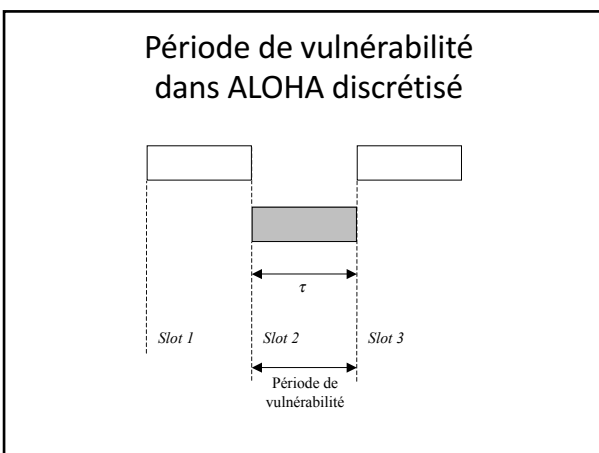 Période de vulnérabilité
dans ALOHA discrétisé
τ
Slot 1 Slot 2 Slot 3
Période de
vulnérabilité